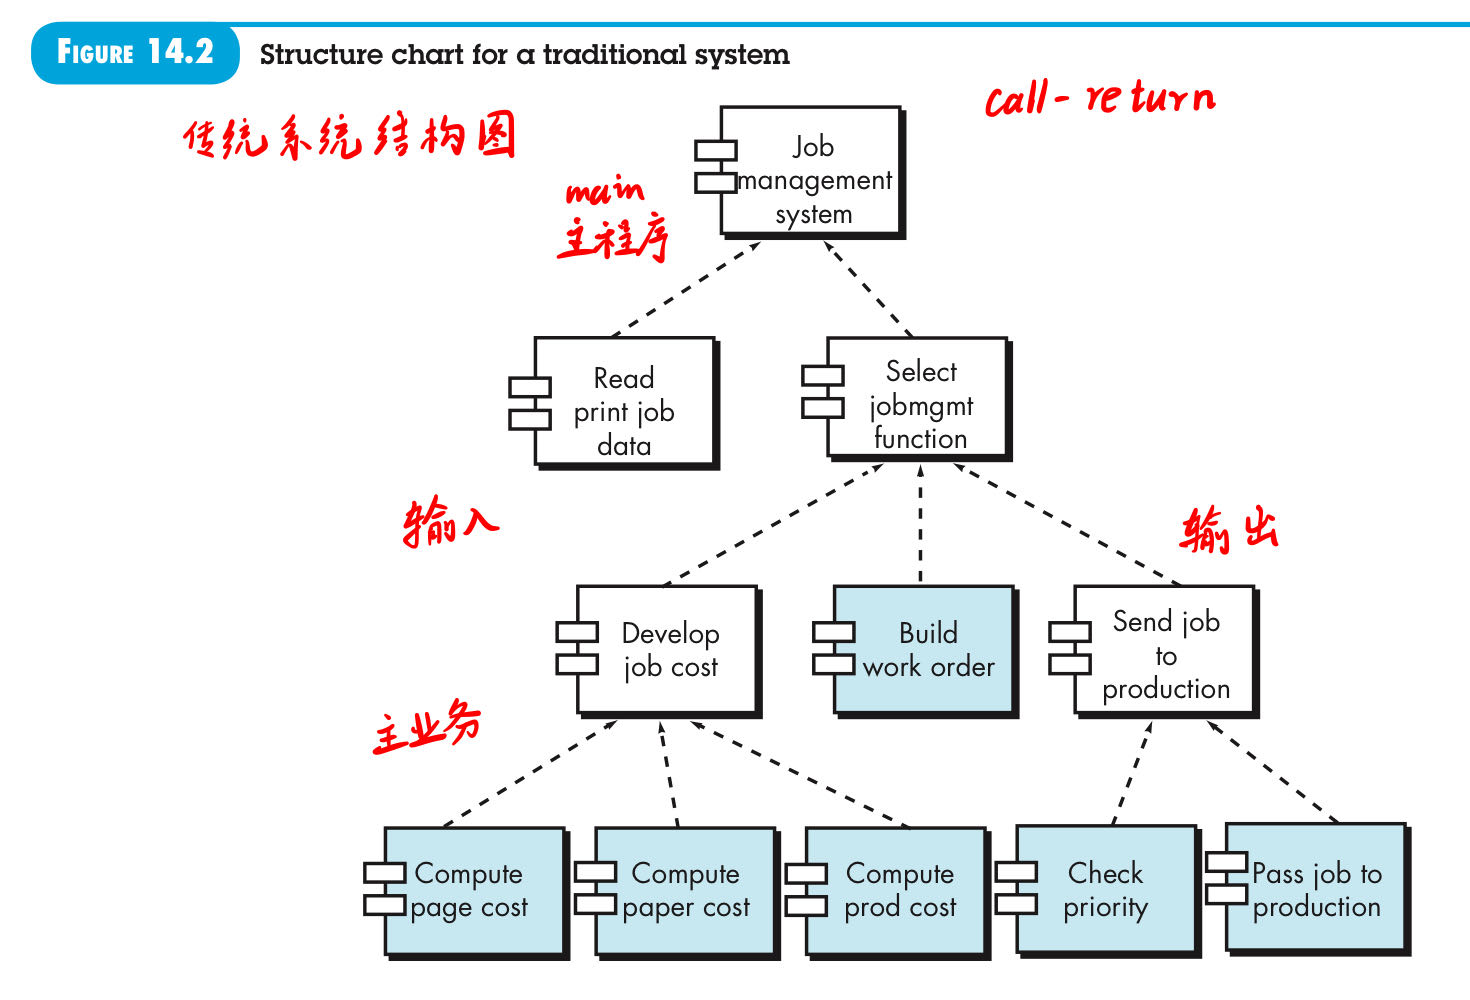 FIGURE 14.2
Structure chart for a traditional system
call-return
传统系统结构图
Job
management
system
main
主程序
Read
print job
data
Select
jobmgmt
function
输入
输出
Develop
job cost
Build
work order
Send job
to
production
主业务
Compute
page cost
Compute
paper cost
Compute
prod cost
Check
priority
Pass job to
production